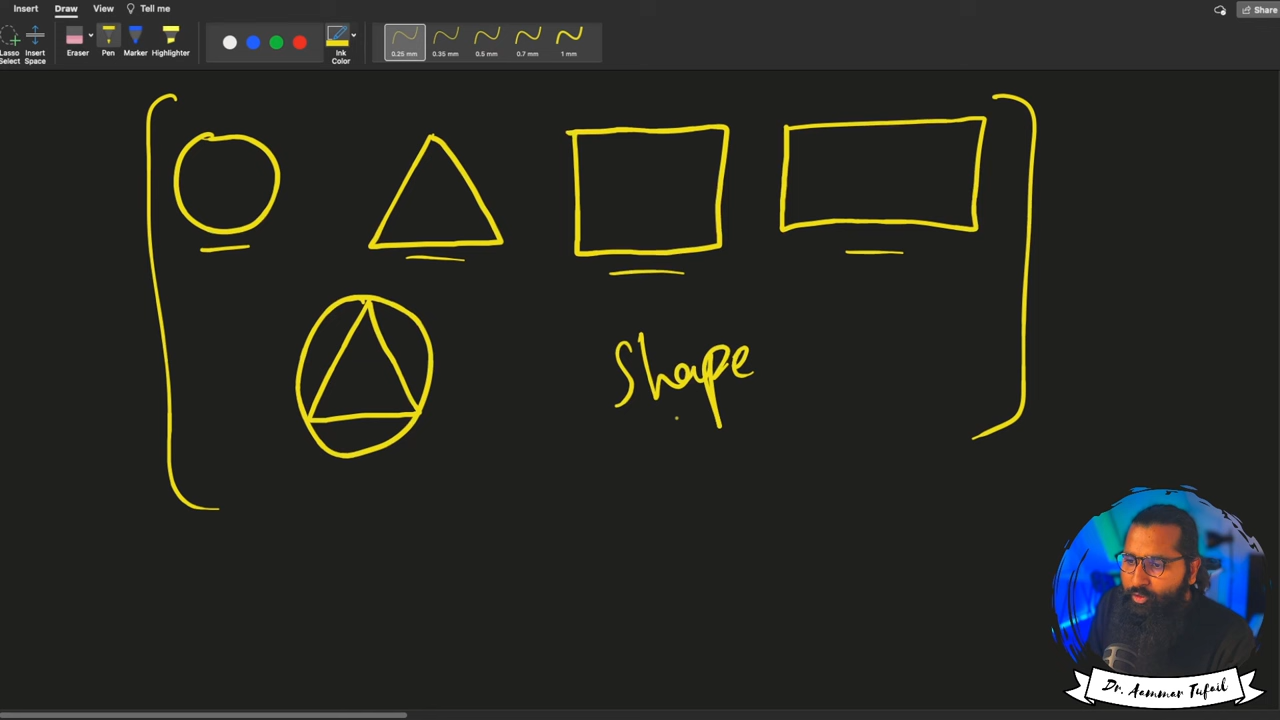 Insert Draw View Tell me Share
Lasso Select
Insert Space
Eraser
Pen
Marker
Highlighter
Ink Color
0.25 mm 0.35 mm 0.5 mm 0.7 mm 1 mm
Shape
Dr. Aammar Tufail